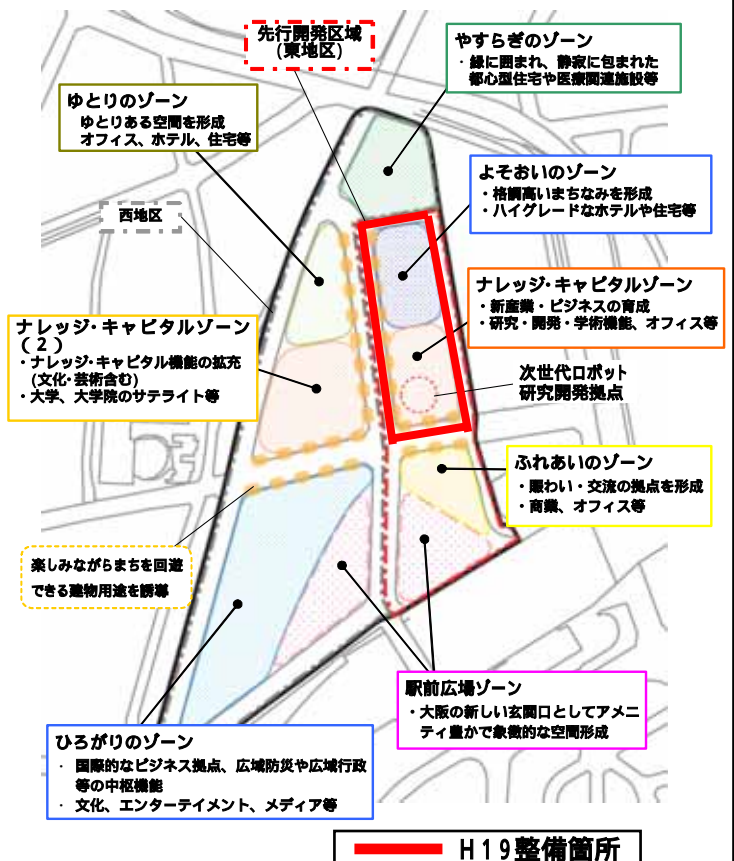 先行開発区域
(東地区)
やすらぎのゾーン
・緑に囲まれ、静寂に包まれた
都心型住宅や医療関連施設等
ゆとりのゾーン
ゆとりある空間を形成
オフィス、ホテル、住宅等
よそおいのゾーン
・格調高いまちなみを形成
・ハイグレードなホテルや住宅等
西地区
ナレッジ・キャピタルゾーン
・新産業・ビジネスの育成
・研究・開発・学術機能、オフィス等
ナレッジ・キャピタルゾーン
(2)
・ナレッジ・キャピタル機能の拡充
(文化・芸術含む)
・大学、大学院のサテライト等
次世代ロボット
研究開発拠点
ふれあいのゾーン
・賑わい・交流の拠点を形成
・商業、オフィス等
楽しみながらまちを回遊
できる建物用途を誘導
駅前広場ゾーン
・大阪の新しい玄関口としてアメニ
ティ豊かで象徴的な空間形成
ひろがりのゾーン
・国際的なビジネス拠点、広域防災や広域行政
等の中枢機能
・文化、エンターテイメント、メディア等
H19整備箇所